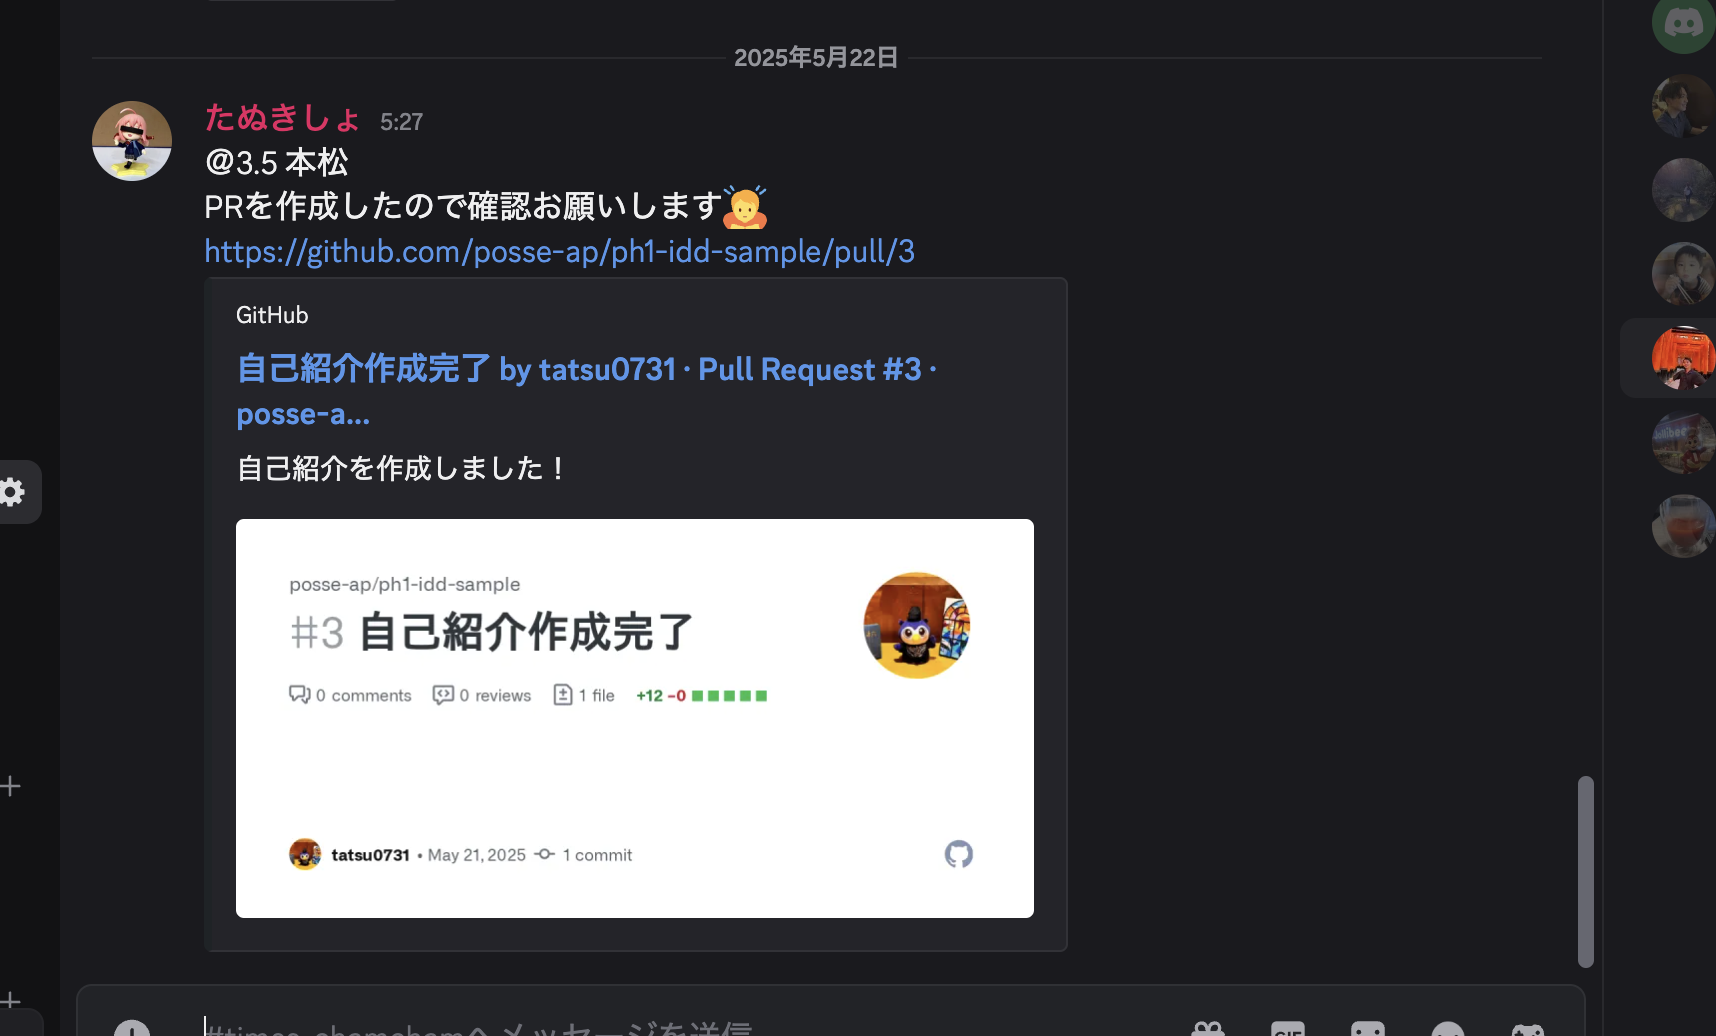 2025年5月22日
たぬきしょ 5:27
@3.5 本松
PRを作成したので確認お願いします🙇
https://github.com/posse-ap/ph1-idd-sample/pull/3
GitHub
自己紹介作成完了 by tatsu0731 · Pull Request #3 ·
posse-a...
自己紹介を作成しました！
posse-ap/ph1-idd-sample
#3 自己紹介作成完了
0 comments 0 reviews 1 file +12 -0
tatsu0731 • May 21, 2025 1 commit
へメッセージを送信
GIF